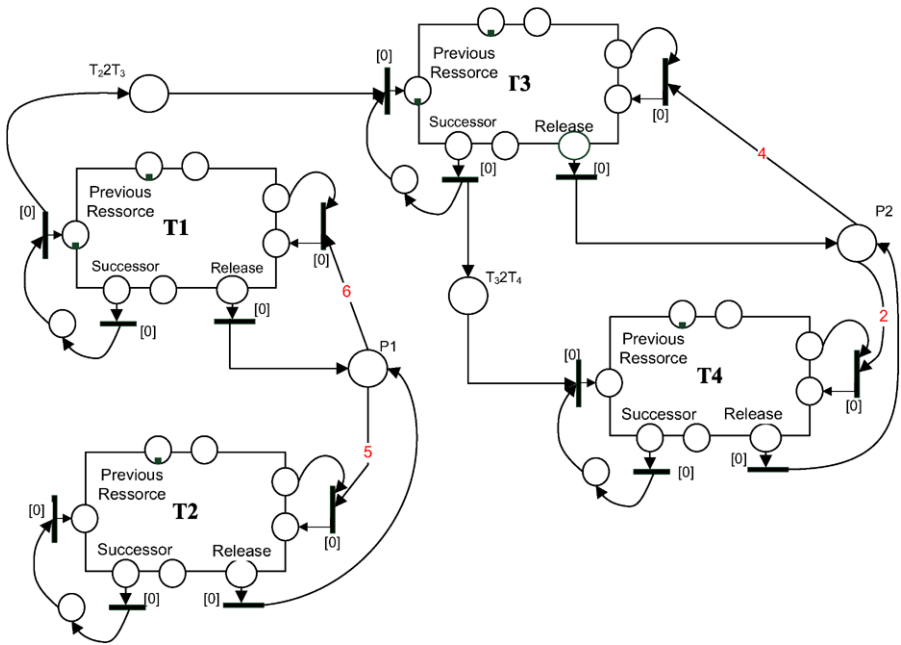 [0]
Previous
Ressorce
T3
T₂2T₃
Successor
Release
[0]
[0]
[0]
4
Previous
Ressorce
T1
[0]
P2
Successor
Release
[0]
[0]
[0]
T₃2T₄
6
2
P1
Previous
Ressorce
T4
[0]
[0]
Successor
Release
[0]
[0]
5
Previous
Ressorce
T2
[0]
[0]
Successor
Release
[0]
[0]